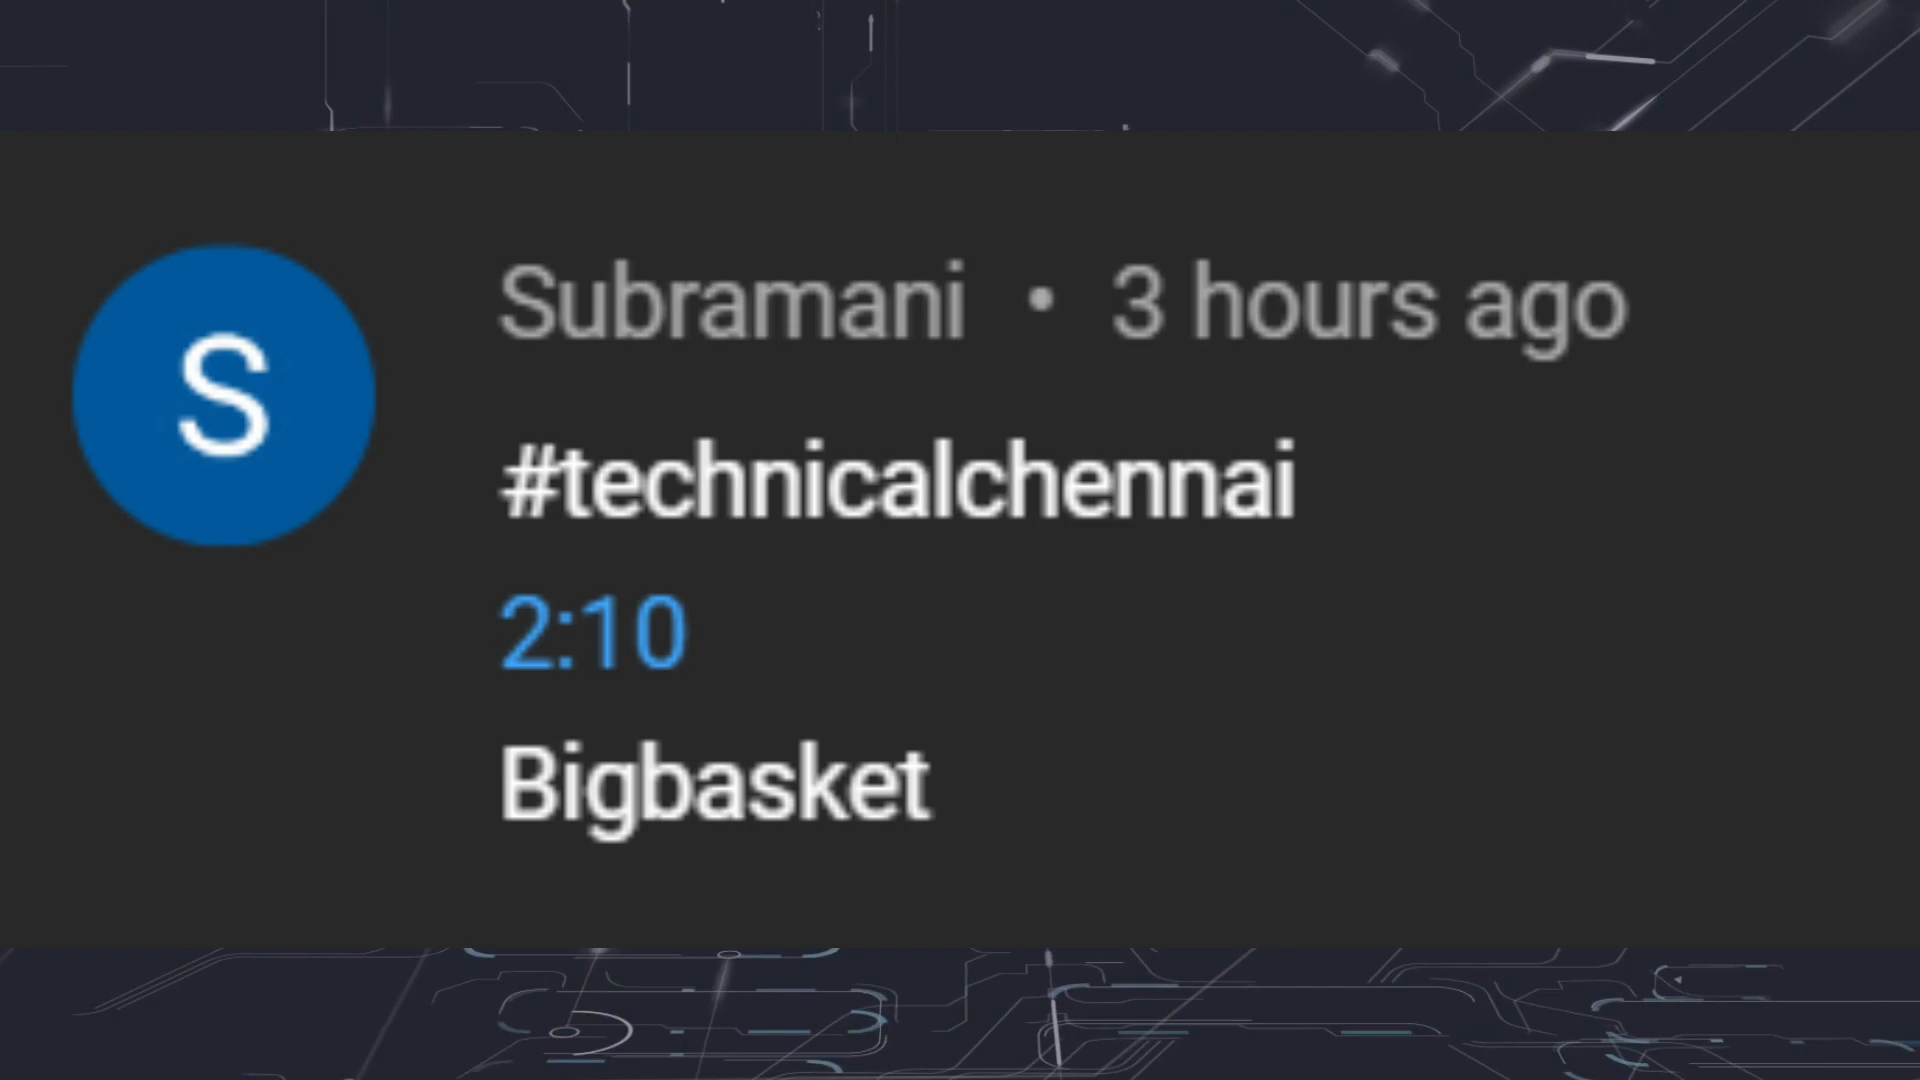 S
Subramani • 3 hours ago
#technicalchennai
2:10
Bigbasket